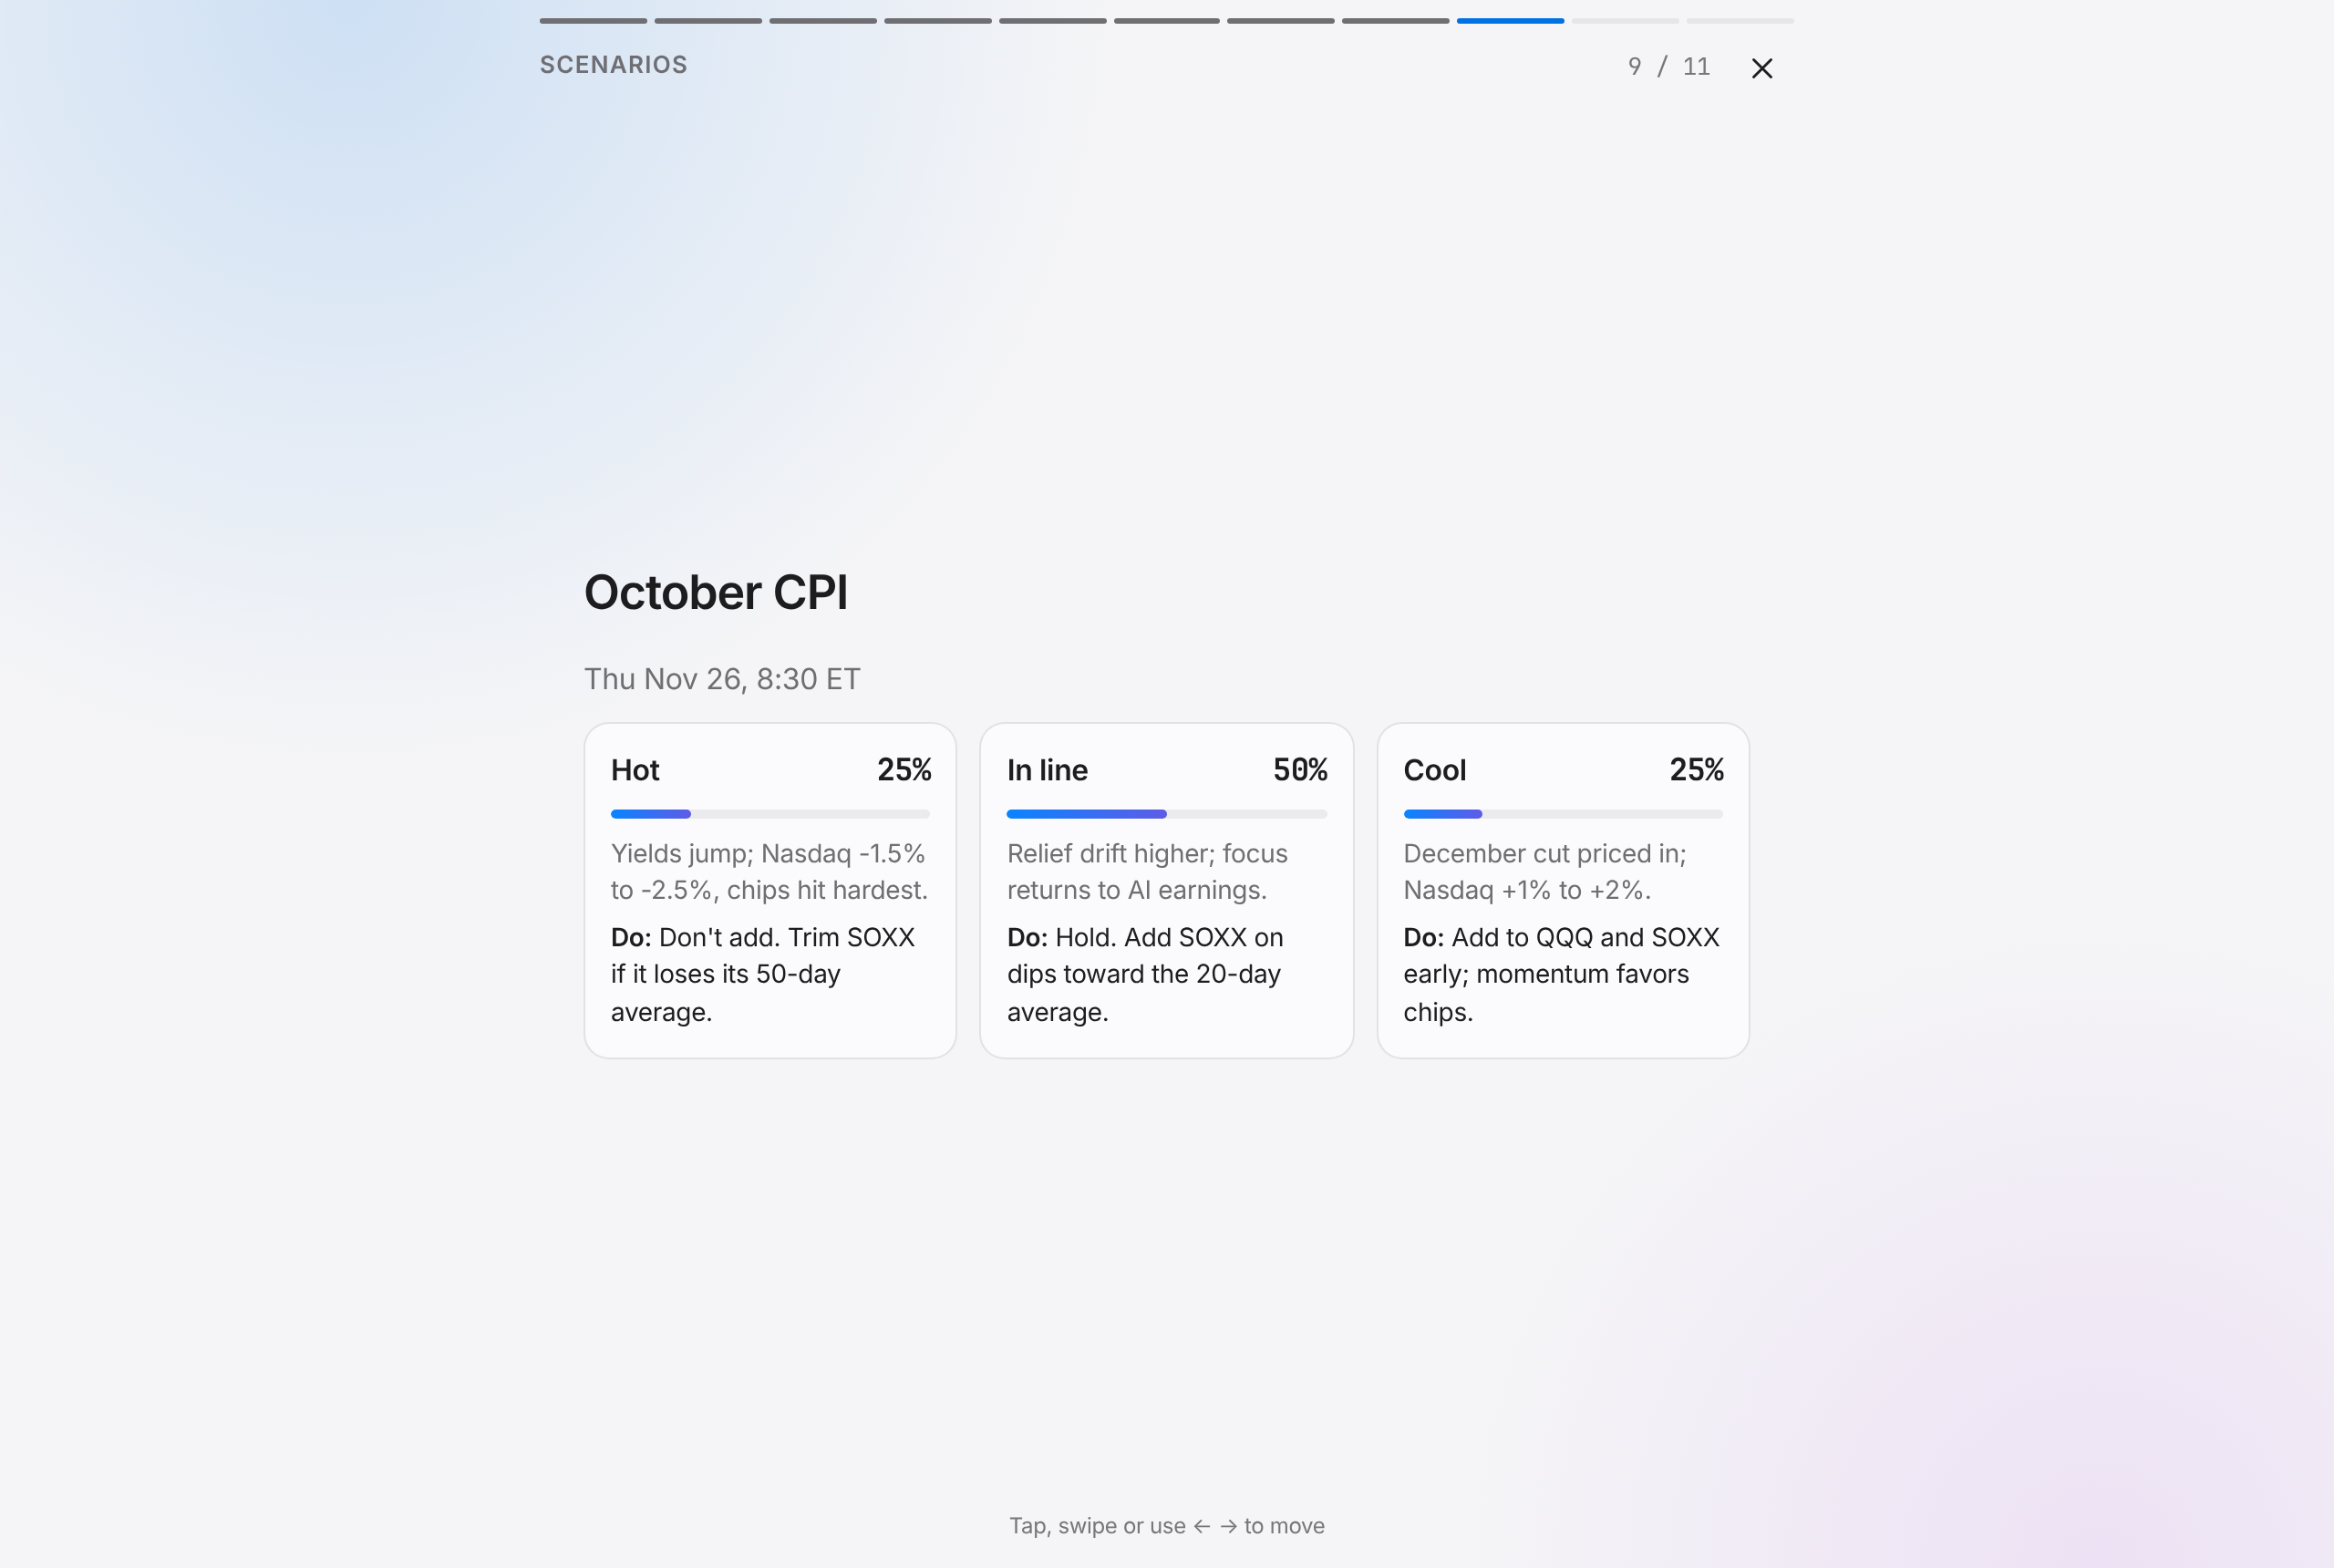 SCENARIOS
9 / 11
October CPI
Thu Nov 26, 8:30 ET
Hot 25%
Yields jump; Nasdaq -1.5%
to -2.5%, chips hit hardest.
Do: Don't add. Trim SOXX
if it loses its 50-day
average.
In line 50%
Relief drift higher; focus
returns to AI earnings.
Do: Hold. Add SOXX on
dips toward the 20-day
average.
Cool 25%
December cut priced in;
Nasdaq +1% to +2%.
Do: Add to QQQ and SOXX
early; momentum favors
chips.
Tap, swipe or use ← → to move